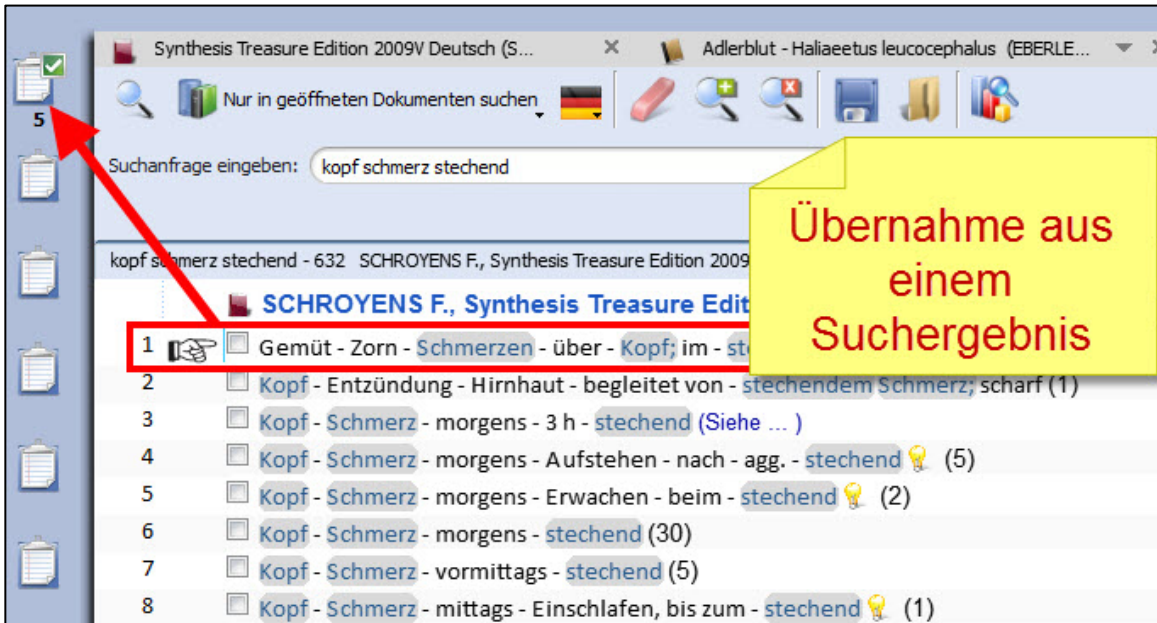 Synthesis Treasure Edition 2009V Deutsch (S...
Adlerblut - Haliaeetus leucocephalus (EBERLE...
Nur in geöffneten Dokumenten suchen
5
Suchanfrage eingeben: kopf schmerz stechend
Übernahme aus
einem
Suchergebnis
kopf schmerz stechend - 632 SCHROYENS F., Synthesis Treasure Edition 2009
SCHROYENS F., Synthesis Treasure Edit
1 Gemüt - Zorn - Schmerzen - über - Kopf; im -
2 Kopf - Entzündung - Hirnhaut - begleitet von - stechendem Schmerz; scharf (1)
3 Kopf - Schmerz - morgens - 3 h - stechend (Siehe ... )
4 Kopf - Schmerz - morgens - Aufstehen - nach - agg. - stechend (5)
5 Kopf - Schmerz - morgens - Erwachen - beim - stechend (2)
6 Kopf - Schmerz - morgens - stechend (30)
7 Kopf - Schmerz - vormittags - stechend (5)
8 Kopf - Schmerz - mittags - Einschlafen, bis zum - stechend (1)